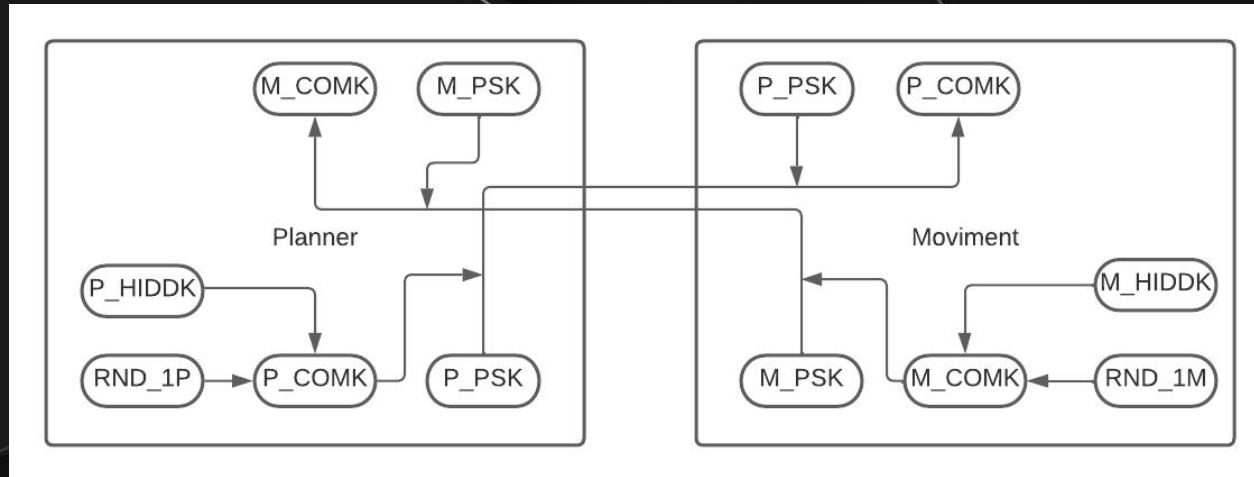 M_COMK
M_PSK
P_PSK
P_COMK
Planner
Moviment
P_HIDDK
M_HIDDK
RND_1P
P_COMK
P_PSK
M_PSK
M_COMK
RND_1M